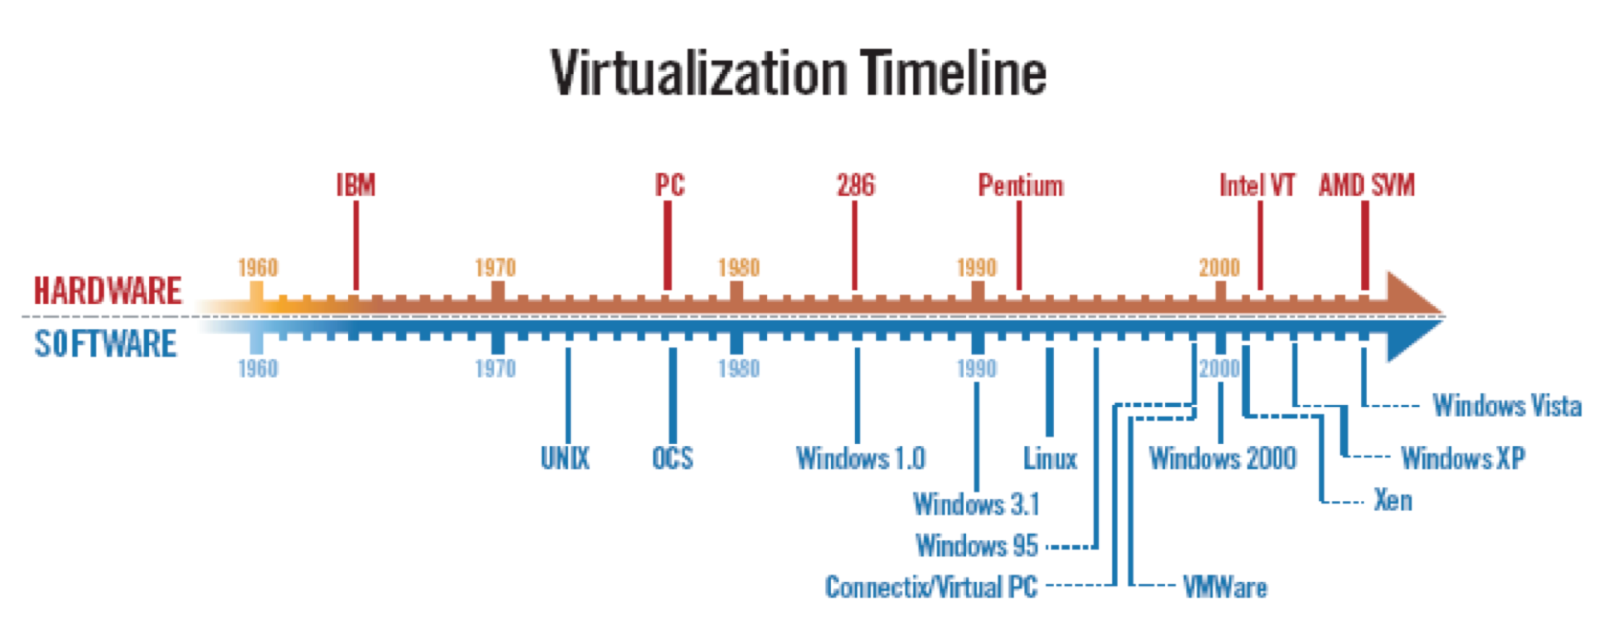 Virtualization Timeline
IBM PC 286 Pentium Intel VT AMD SVM
1960 1970 1980 1990 2000
HARDWARE
SOFTWARE
1960 1970 1980 1990 2000
Windows Vista
UNIX OCS Windows 1.0 Linux Windows 2000 Windows XP
Xen
Windows 3.1
Windows 95
Connectix/Virtual PC VMWare